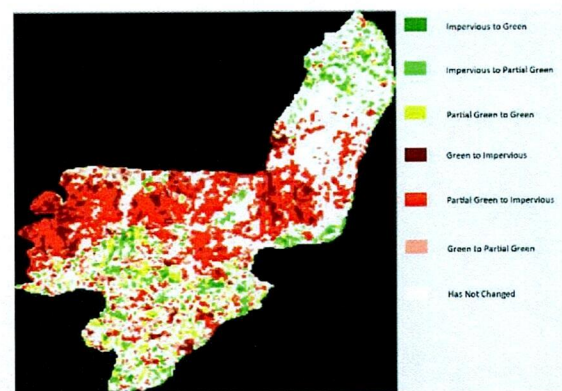 Impervious to Green
Impervious to Partial Green
Partial Green to Green
Green to Impervious
Partial Green to Impervious
Green to Partial Green
Has Not Changed